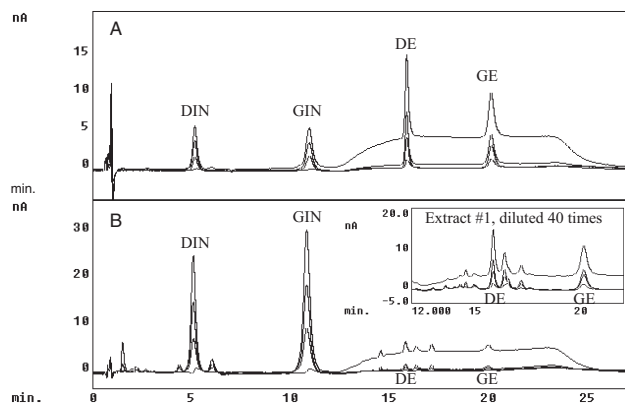 nA
A
15
10
5
0
DIN
GIN
DE
GE
min.
nA
B
30
20
10
0
DIN
GIN
DE
GE
20.0
nA
Extract #1, diluted 40 times
10
0
-5.0
DE
GE
min.
12.000
15
20
min.
0
5
10
15
20
25